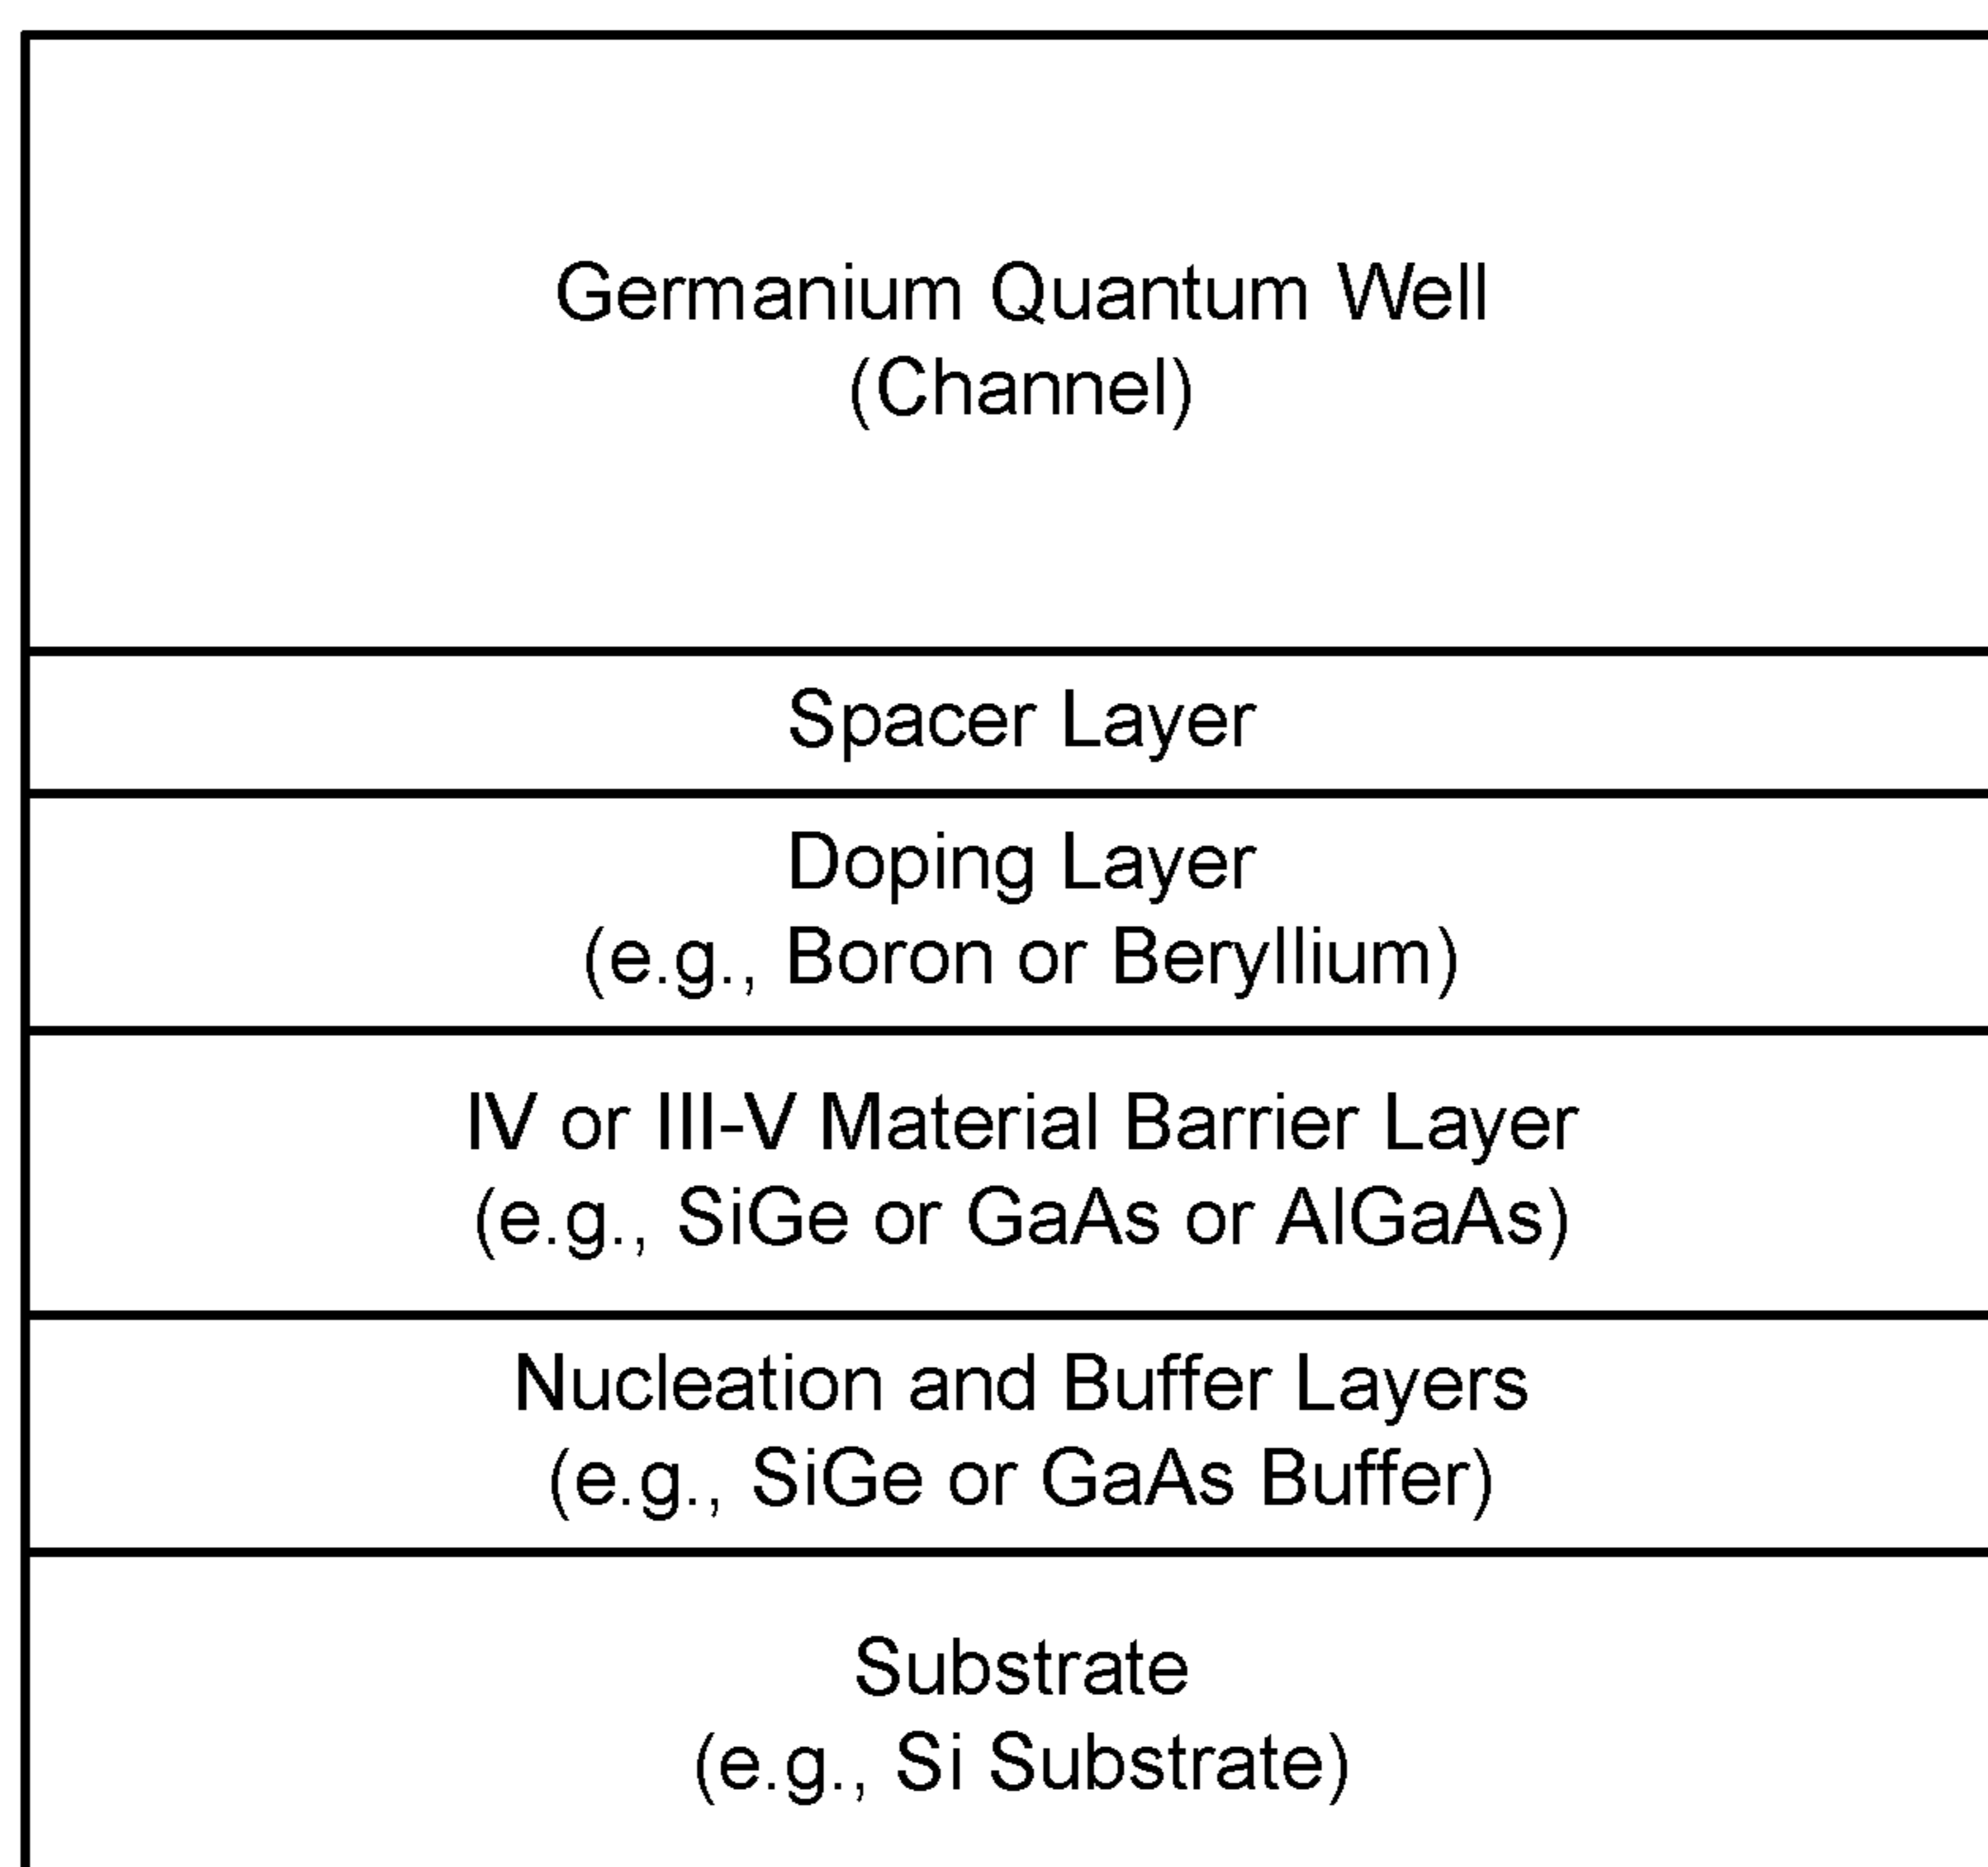 Germanium Quantum Well
(Channel)
Spacer Layer
Doping Layer
(e.g., Boron or Beryllium)
IV or III-V Material Barrier Layer
(e.g., SiGe or GaAs or AlGaAs)
Nucleation and Buffer Layers
(e.g., SiGe or GaAs Buffer)
Substrate
(e.g., Si Substrate)